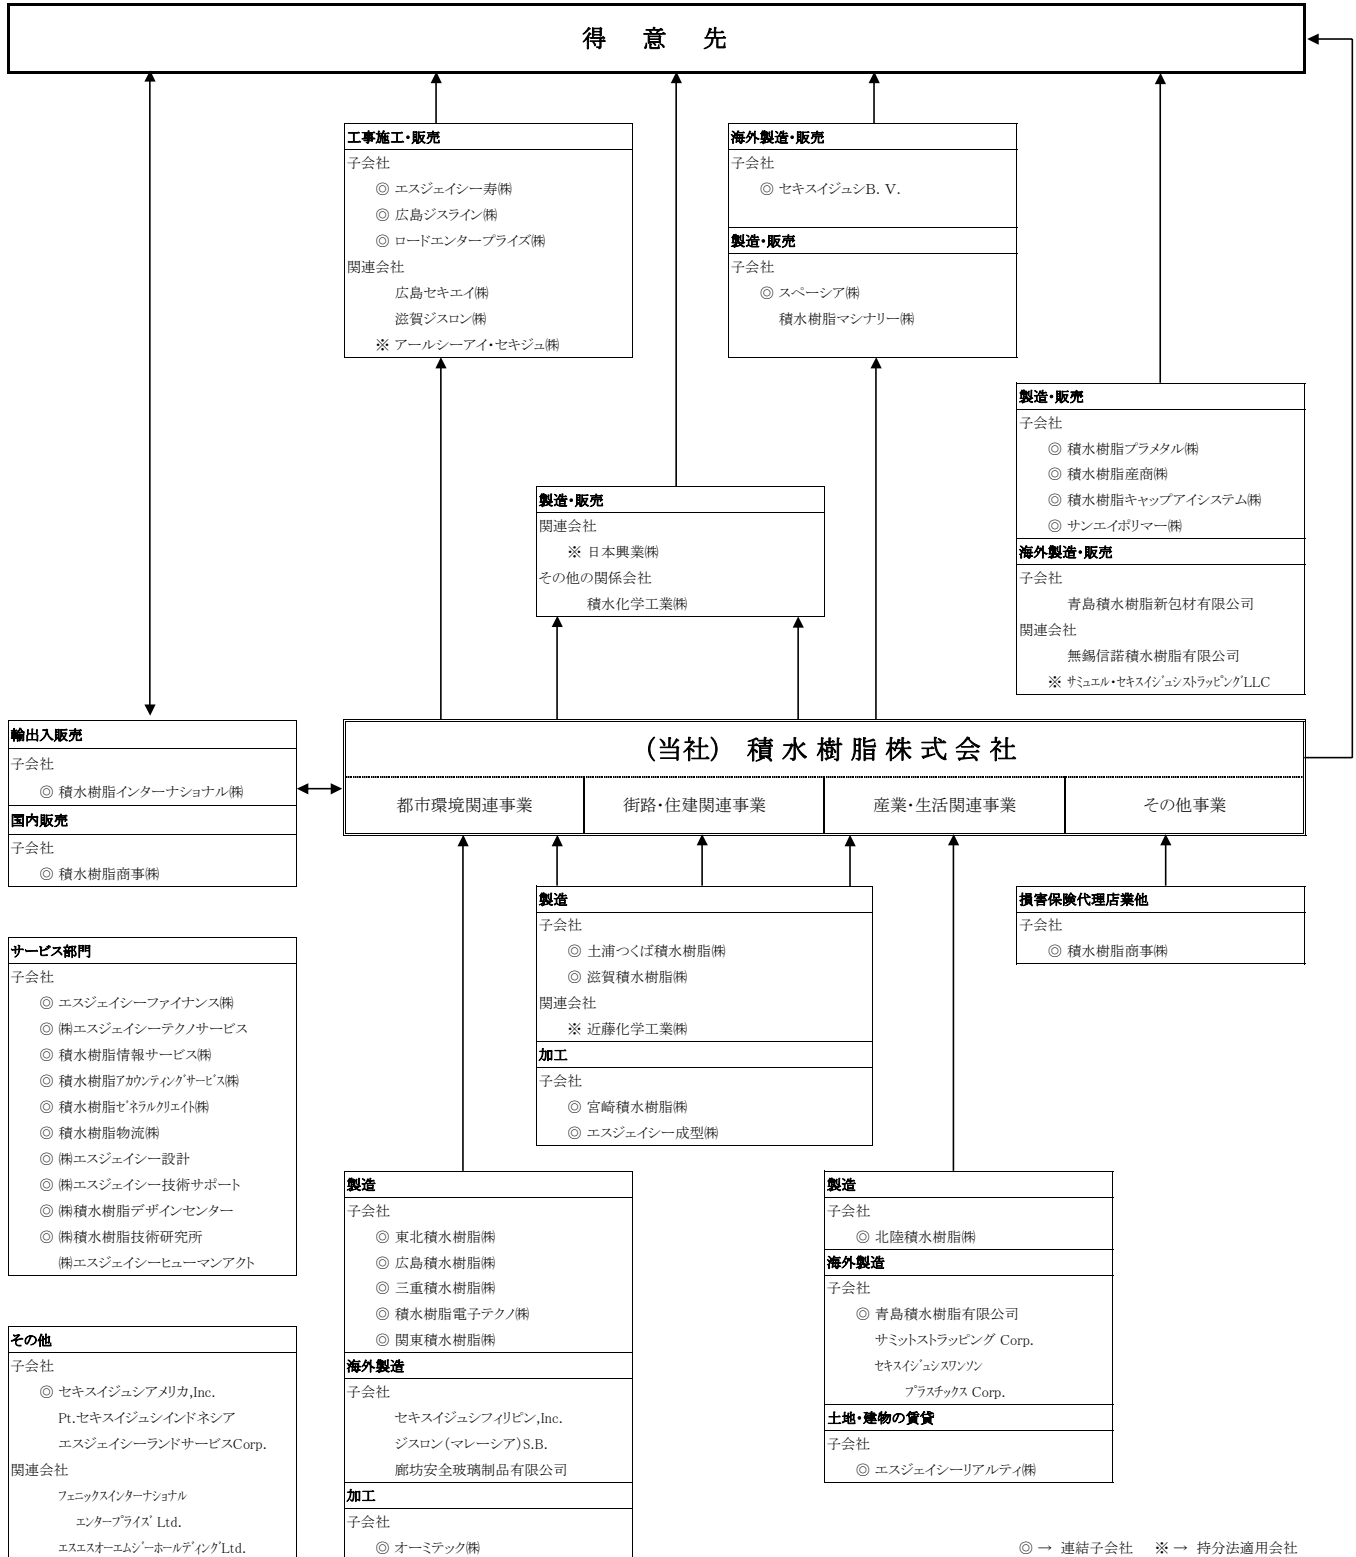 得 意 先
工事施工・販売
子会社
◎ エスジェイシー寿㈱
◎ 広島ジスライン㈱
◎ ロードエンタープライズ㈱
関連会社
広島セキエイ㈱
滋賀ジスロン㈱
※ アールシーアイ・セキジュ㈱
海外製造・販売
子会社
◎ セキスイジュシB. V.
製造・販売
子会社
◎ スペーシア㈱
積水樹脂マシナリー㈱
製造・販売
子会社
◎ 積水樹脂プラメタル㈱
◎ 積水樹脂産商㈱
◎ 積水樹脂キャップアイシステム㈱
◎ サンエイポリマー㈱
海外製造・販売
子会社
青島積水樹脂新包材有限公司
関連会社
無錫信諾積水樹脂有限公司
※ サミュエル・セキスイジュシストラッピングLLC
製造・販売
関連会社
※ 日本興業㈱
その他の関係会社
積水化学工業㈱
輸出入販売
子会社
◎ 積水樹脂インターナショナル㈱
国内販売
子会社
◎ 積水樹脂商事㈱
(当社) 積 水 樹 脂 株 式 会 社
都市環境関連事業 街路・住建関連事業 産業・生活関連事業 その他事業
製造
子会社
◎ 土浦つくば積水樹脂㈱
◎ 滋賀積水樹脂㈱
関連会社
※ 近藤化学工業㈱
加工
子会社
◎ 宮崎積水樹脂㈱
◎ エスジェイシー成型㈱
損害保険代理店業他
子会社
◎ 積水樹脂商事㈱
サービス部門
子会社
◎ エスジェイシーファイナンス㈱
◎ ㈱エスジェイシーテクノサービス
◎ 積水樹脂情報サービス㈱
◎ 積水樹脂アカウンティングサービス㈱
◎ 積水樹脂ゼネラルクリエイト㈱
◎ 積水樹脂物流㈱
◎ ㈱エスジェイシー設計
◎ ㈱エスジェイシー技術サポート
◎ ㈱積水樹脂デザインセンター
◎ ㈱積水樹脂技術研究所
㈱エスジェイシーヒューマンアクト
製造
子会社
◎ 東北積水樹脂㈱
◎ 広島積水樹脂㈱
◎ 三重積水樹脂㈱
◎ 積水樹脂電子テクノ㈱
◎ 関東積水樹脂㈱
海外製造
子会社
セキスイジュシフィリピン,Inc.
ジスロン（マレーシア）S.B.
廊坊安全玻璃制品有限公司
加工
子会社
◎ オーミテック㈱
製造
子会社
◎ 北陸積水樹脂㈱
海外製造
子会社
◎ 青島積水樹脂有限公司
サミットストラッピング Corp.
セキスイジュシスワンソン
プラスチックス Corp.
土地・建物の賃貸
子会社
◎ エスジェイシーリアルティ㈱
その他
子会社
◎ セキスイジュシアメリカ,Inc.
Pt.セキスイジュシインドネシア
エスジェイシーランドサービスCorp.
関連会社
フェニックスインターナショナル
エンタープライズ Ltd.
エスエスオーエムジーホールディングLtd.
◎ → 連結子会社 ※ → 持分法適用会社